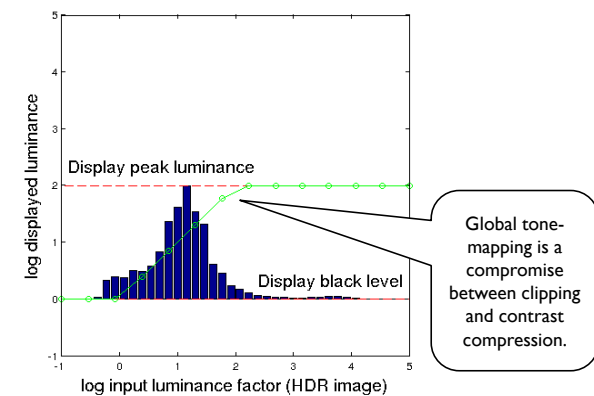 5
4
3
2
1
0
-1
log displayed luminance
Display peak luminance
Display black level
-1 0 1 2 3 4 5
log input luminance factor (HDR image)
Global tone-
mapping is a
compromise
between clipping
and contrast
compression.